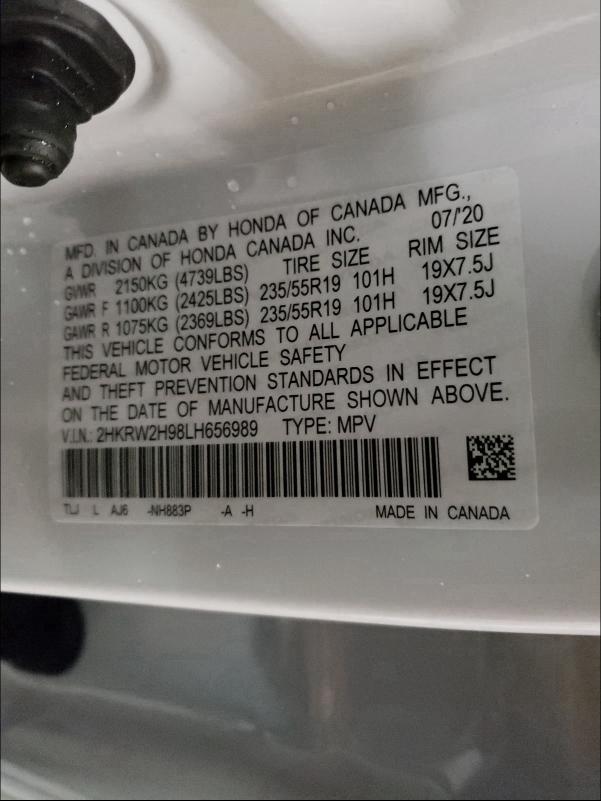 MFD. IN CANADA BY HONDA OF CANADA MFG.,
A DIVISION OF HONDA CANADA INC. 07/'20
GVWR 2150KG (4739LBS) TIRE SIZE RIM SIZE
GAWR F 1100KG (2425LBS) 235/55R19 101H 19X7.5J
GAWR R 1075KG (2369LBS) 235/55R19 101H 19X7.5J
THIS VEHICLE CONFORMS TO ALL APPLICABLE
FEDERAL MOTOR VEHICLE SAFETY
AND THEFT PREVENTION STANDARDS IN EFFECT
ON THE DATE OF MANUFACTURE SHOWN ABOVE.
V.I.N.: 2HKRW2H98LH656989 TYPE: MPV
TLJ L AJ6 -NH883P -A -H MADE IN CANADA